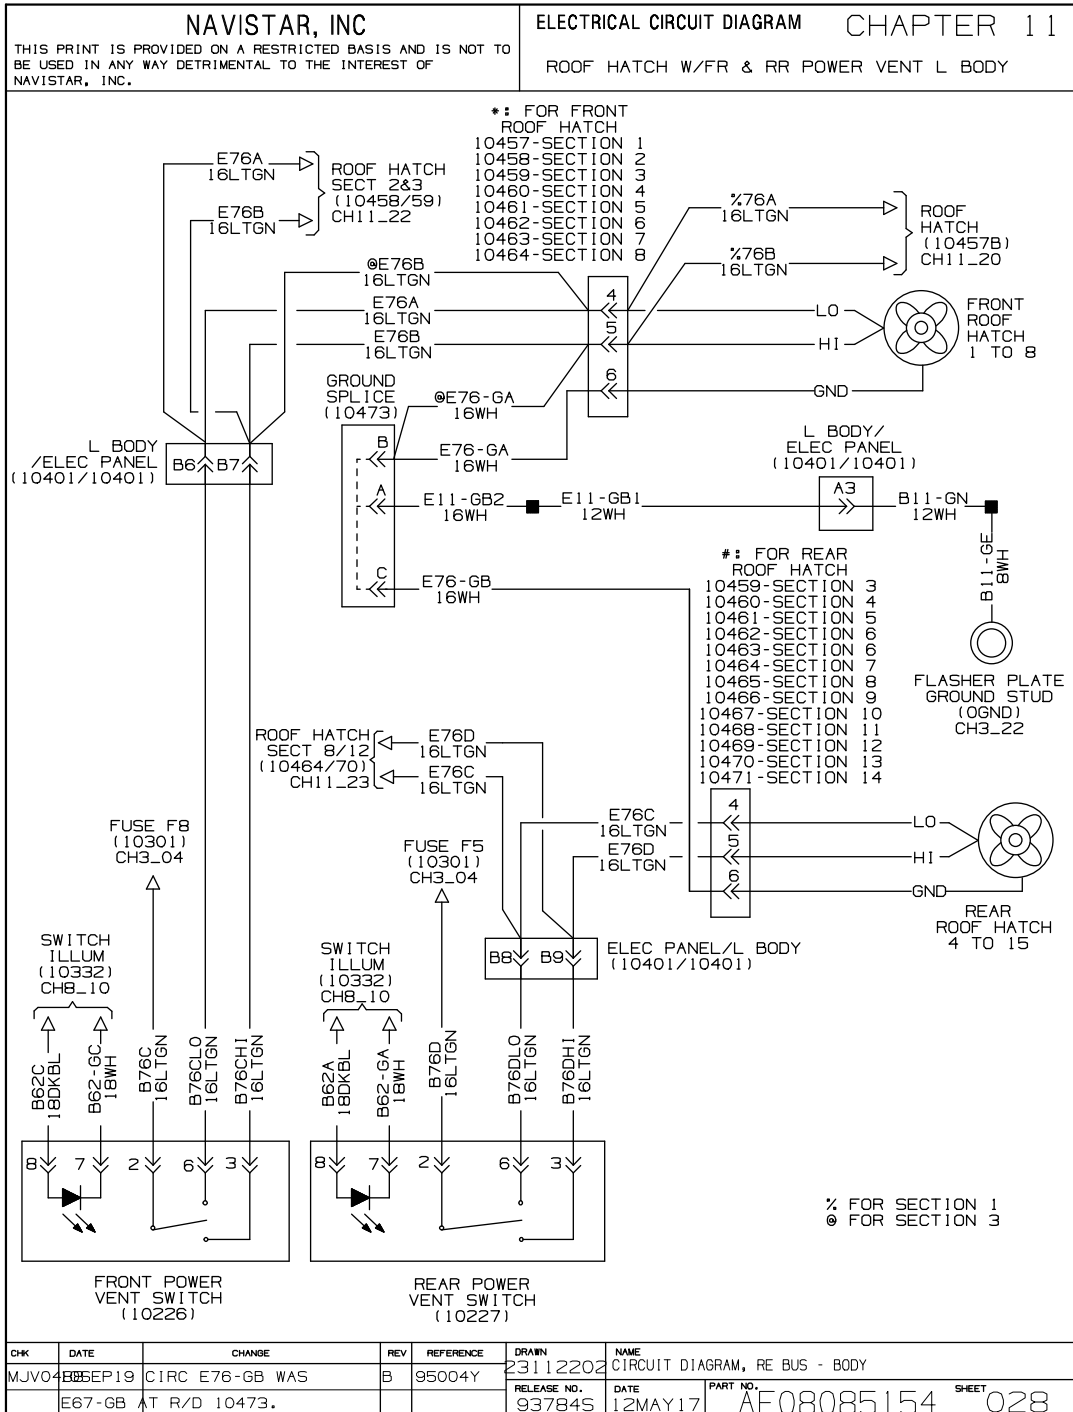 NAVISTAR, INC
THIS PRINT IS PROVIDED ON A RESTRICTED BASIS AND IS NOT TO
BE USED IN ANY WAY DETRIMENTAL TO THE INTEREST OF
NAVISTAR, INC.
ELECTRICAL CIRCUIT DIAGRAM CHAPTER 11
ROOF HATCH W/FR & RR POWER VENT L BODY
*: FOR FRONT
ROOF HATCH
10457-SECTION 1
10458-SECTION 2
10459-SECTION 3
10460-SECTION 4
10461-SECTION 5
10462-SECTION 6
10463-SECTION 7
10464-SECTION 8
E76A
16LTGN
E76B
16LTGN
ROOF HATCH
SECT 2&3
(10458/59)
CH11_22
%76A
16LTGN
%76B
16LTGN
ROOF
HATCH
(10457B)
CH11_20
@E76B
16LTGN
E76A
16LTGN
E76B
16LTGN
4
5
6
LO
HI
GND
FRONT
ROOF
HATCH
1 TO 8
GROUND
SPLICE
(10473)
@E76-GA
16WH
B
E76-GA
16WH
A
E11-GB2
16WH
E11-GB1
12WH
C
E76-GB
16WH
L BODY
/ELEC PANEL
(10401/10401)
B6
B7
L BODY/
ELEC PANEL
(10401/10401)
A3
B11-GN
12WH
B11-GE
8WH
FLASHER PLATE
GROUND STUD
(0GND)
CH3_22
#: FOR REAR
ROOF HATCH
10459-SECTION 3
10460-SECTION 4
10461-SECTION 5
10462-SECTION 6
10463-SECTION 6
10464-SECTION 7
10465-SECTION 8
10466-SECTION 9
10467-SECTION 10
10468-SECTION 11
10469-SECTION 12
10470-SECTION 13
10471-SECTION 14
ROOF HATCH
SECT 8/12
(10464/70)
CH11_23
E76D
16LTGN
E76C
16LTGN
E76C
16LTGN
E76D
16LTGN
4
5
6
LO
HI
GND
REAR
ROOF HATCH
4 TO 15
FUSE F8
(10301)
CH3_04
FUSE F5
(10301)
CH3_04
B8
B9
ELEC PANEL/L BODY
(10401/10401)
SWITCH
ILLUM
(10332)
CH8_10
SWITCH
ILLUM
(10332)
CH8_10
B62C
18DKBL
B62-GC
18WH
B76C
16LTGN
B76CLO
16LTGN
B76CHI
16LTGN
B62A
18DKBL
B62-GA
18WH
B76D
16LTGN
B76DLO
16LTGN
B76DHI
16LTGN
8 7 2 6 3
8 7 2 6 3
FRONT POWER
VENT SWITCH
(10226)
REAR POWER
VENT SWITCH
(10227)
% FOR SECTION 1
@ FOR SECTION 3
CHK DATE CHANGE REV REFERENCE DRAWN NAME
05SEP19 CIRC E76-GB WAS B 95004Y 23112202 CIRCUIT DIAGRAM, RE BUS - BODY
E67-GB AT R/D 10473.
RELEASE NO. DATE PART NO. SHEET
93784S 12MAY17 AE08085154 028